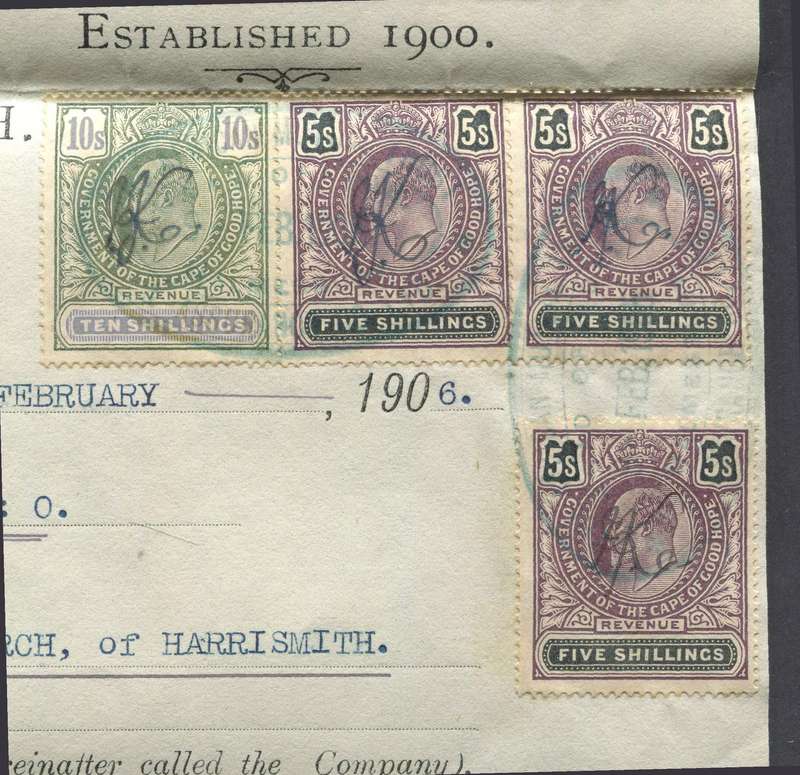 ESTABLISHED 1900.
H.
10s 10s
GOVERNMENT OF THE CAPE OF GOOD HOPE
REVENUE
TEN SHILLINGS
5s 5s
GOVERNMENT OF THE CAPE OF GOOD HOPE
REVENUE
FIVE SHILLINGS
5s 5s
GOVERNMENT OF THE CAPE OF GOOD HOPE
REVENUE
FIVE SHILLINGS
FEBRUARY , 1906.
5s 5s
GOVERNMENT OF THE CAPE OF GOOD HOPE
REVENUE
FIVE SHILLINGS
: O.
RCH, of HARRISMITH.
reinafter called the Company),